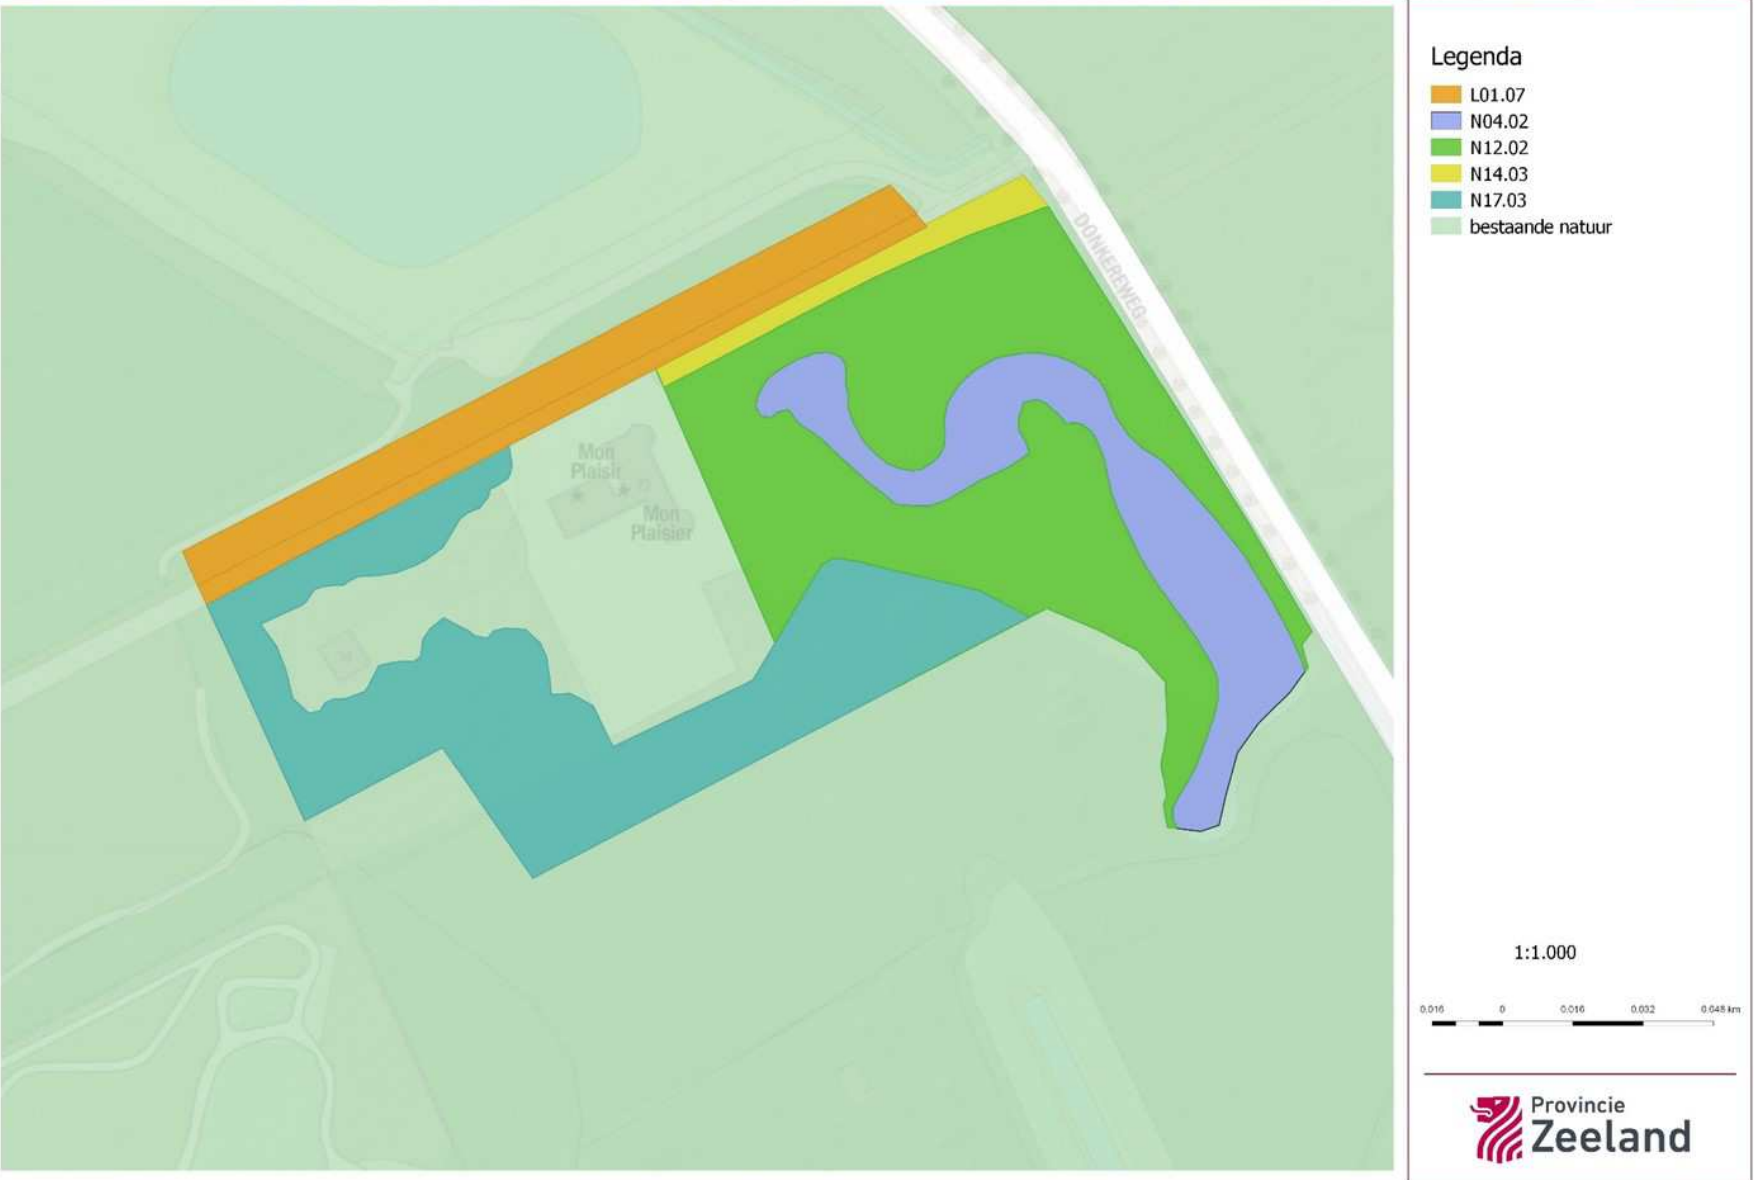 Legenda
L01.07
N04.02
N12.02
N14.03
N17.03
bestaande natuur
DONKEREWEG
Mon
Plaisir
Mon
Plaisier
1:1.000
0,016 0 0,016 0,032 0,048 km
Provincie
Zeeland